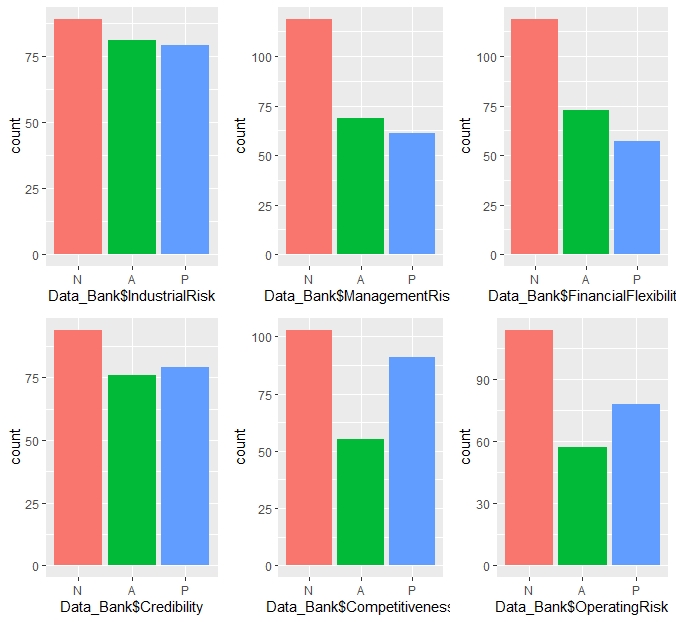 count
75
50
25
0
N A P
Data_Bank$IndustrialRisk
count
100
75
50
25
0
N A P
Data_Bank$ManagementRis
count
100
75
50
25
0
N A P
Data_Bank$FinancialFlexibilit
count
75
50
25
0
N A P
Data_Bank$Credibility
count
100
75
50
25
0
N A P
Data_Bank$Competitiveness
count
90
60
30
0
N A P
Data_Bank$OperatingRisk